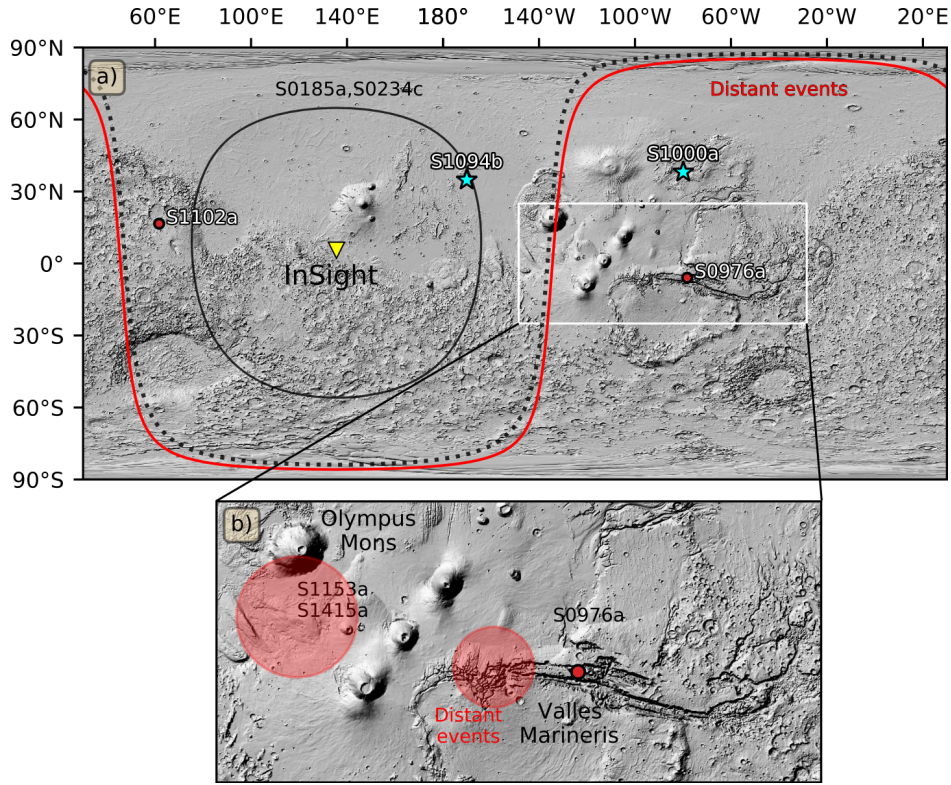 60°E 100°E 140°E 180° 140°W 100°W 60°W 20°E
90°N
a)
S0185a,S0234c
Distant events
60°N
S1094b
S1000a
30°N
S1102a
0°
InSight
S0976a
30°S
60°S
90°S
b)
Olympus
Mons
S1153a
S1415a
S0976a
Distant
events
Valles
Marineris